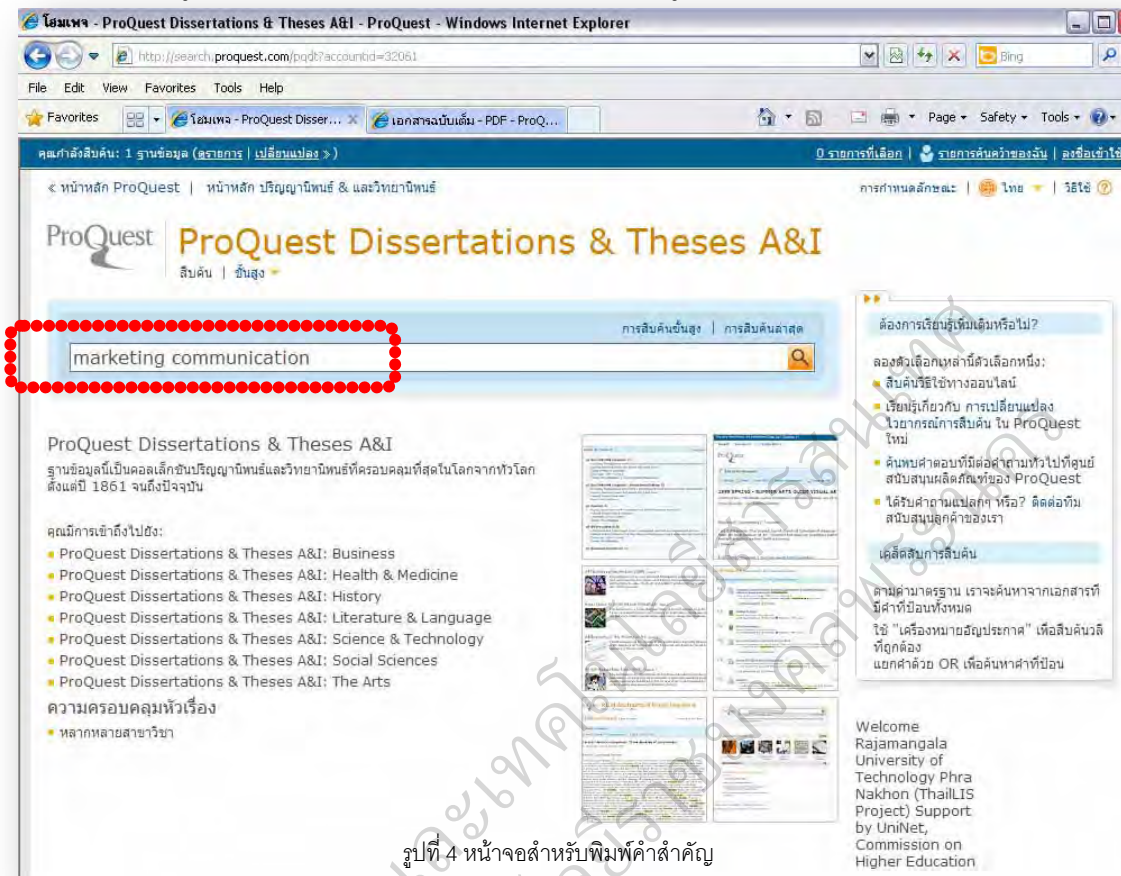 โฮมเพจ - ProQuest Dissertations & Theses A&I - ProQuest - Windows Internet Explorer
http://search.proquest.com/pqdt?accountid=32061
Bing
File Edit View Favorites Tools Help
Favorites
โฮมเพจ - ProQuest Disser...
เอกสารฉบับเต็ม - PDF - ProQ...
Page Safety Tools
คุณกำลังสืบค้น: 1 ฐานข้อมูล (ดูรายการ | เปลี่ยนแปลง »)
0 รายการที่เลือก | รายการค้นคว้าของฉัน | ลงชื่อเข้าใช้
« หน้าหลัก ProQuest | หน้าหลัก ปริญญานิพนธ์ & และวิทยานิพนธ์
การกำหนดลักษณะ | ไทย | วิธีใช้
ProQuest
ProQuest Dissertations & Theses A&I
สืบค้น | ขั้นสูง
การสืบค้นขั้นสูง | การสืบค้นล่าสุด
marketing communication
ProQuest Dissertations & Theses A&I
ฐานข้อมูลนี้เป็นคอลเล็กชันปริญญานิพนธ์และวิทยานิพนธ์ที่ครอบคลุมที่สุดในโลกจากทั่วโลก
ตั้งแต่ปี 1861 จนถึงปัจจุบัน
คุณมีการเข้าถึงไปยัง:
ProQuest Dissertations & Theses A&I: Business
ProQuest Dissertations & Theses A&I: Health & Medicine
ProQuest Dissertations & Theses A&I: History
ProQuest Dissertations & Theses A&I: Literature & Language
ProQuest Dissertations & Theses A&I: Science & Technology
ProQuest Dissertations & Theses A&I: Social Sciences
ProQuest Dissertations & Theses A&I: The Arts
ความครอบคลุมหัวเรื่อง
หลากหลายสาขาวิชา
ต้องการเรียนรู้เพิ่มเติมหรือไม่?
ลองตัวเลือกเหล่านี้ตัวเลือกหนึ่ง:
สืบค้นวิธีใช้ทางออนไลน์
เรียนรู้เกี่ยวกับ การเปลี่ยนแปลง
ไวยากรณ์การสืบค้น ใน ProQuest
ใหม่
ค้นพบคำตอบที่มีต่อคำถามทั่วไปที่ศูนย์
สนับสนุนผลิตภัณฑ์ของ ProQuest
ได้รับคำถามแปลกๆ หรือ? ติดต่อทีม
สนับสนุนลูกค้าของเรา
เคล็ดลับการสืบค้น
ตามค่ามาตรฐาน เราจะค้นหาจากเอกสารที่
มีคำที่ป้อนทั้งหมด
ใช้ "เครื่องหมายอัญประกาศ" เพื่อสืบค้นวลี
ที่ถูกต้อง
แยกคำด้วย OR เพื่อค้นหาคำที่ป้อน
Welcome
Rajamangala
University of
Technology Phra
Nakhon (ThailLIS
Project) Support
by UniNet,
Commission on
Higher Education
รูปที่ 4 หน้าจอสำหรับพิมพ์คำสำคัญ